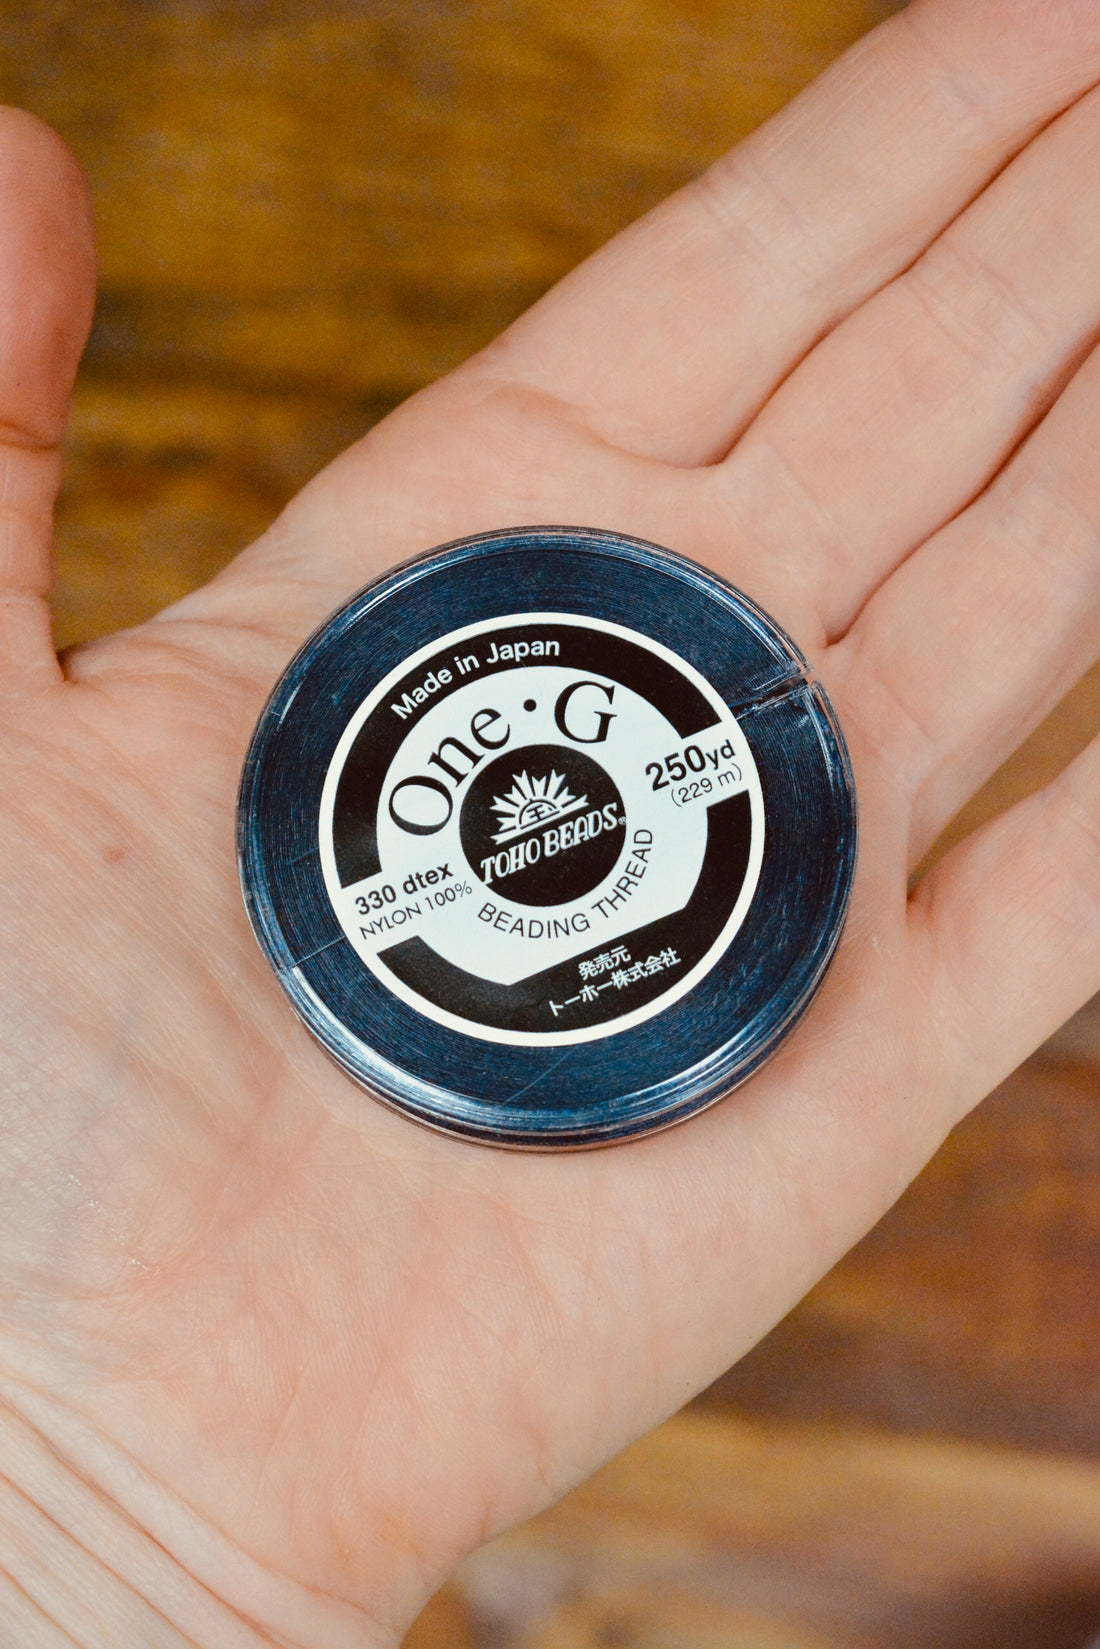 Made in Japan
One·G
250yd
(229 m)
TOHO BEADS®
330 dtex
NYLON 100%
BEADING THREAD
発売元
トーホー株式会社